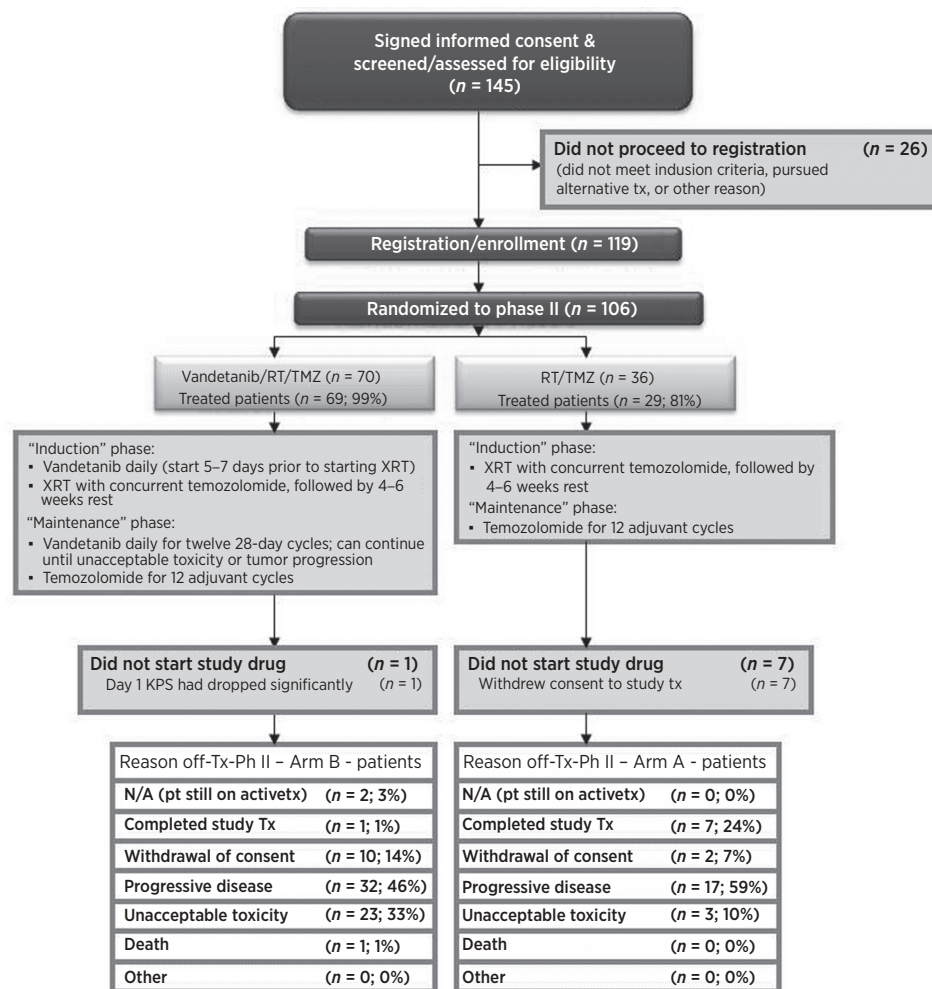 Signed informed consent &
screened/assessed for eligibility
(n = 145)
Did not proceed to registration (n = 26)
(did not meet indusion criteria, pursued
alternative tx, or other reason)
Registration/enrollment (n = 119)
Randomized to phase II (n = 106)
Vandetanib/RT/TMZ (n = 70)
Treated patients (n = 69; 99%)
RT/TMZ (n = 36)
Treated patients (n = 29; 81%)
“Induction” phase:
▪ Vandetanib daily (start 5–7 days prior to starting XRT)
▪ XRT with concurrent temozolomide, followed by 4–6
weeks rest
“Maintenance” phase:
▪ Vandetanib daily for twelve 28-day cycles; can continue
until unacceptable toxicity or tumor progression
▪ Temozolomide for 12 adjuvant cycles
“Induction” phase:
▪ XRT with concurrent temozolomide, followed by
4–6 weeks rest
“Maintenance” phase:
▪ Temozolomide for 12 adjuvant cycles
Did not start study drug (n = 1)
Day 1 KPS had dropped significantly (n = 1)
Did not start study drug (n = 7)
Withdrew consent to study tx (n = 7)
Reason off-Tx-Ph II – Arm B - patients
N/A (pt still on activetx) (n = 2; 3%)
Completed study Tx (n = 1; 1%)
Withdrawal of consent (n = 10; 14%)
Progressive disease (n = 32; 46%)
Unacceptable toxicity (n = 23; 33%)
Death (n = 1; 1%)
Other (n = 0; 0%)
Reason off-Tx-Ph II – Arm A - patients
N/A (pt still on activetx) (n = 0; 0%)
Completed study Tx (n = 7; 24%)
Withdrawal of consent (n = 2; 7%)
Progressive disease (n = 17; 59%)
Unacceptable toxicity (n = 3; 10%)
Death (n = 0; 0%)
Other (n = 0; 0%)